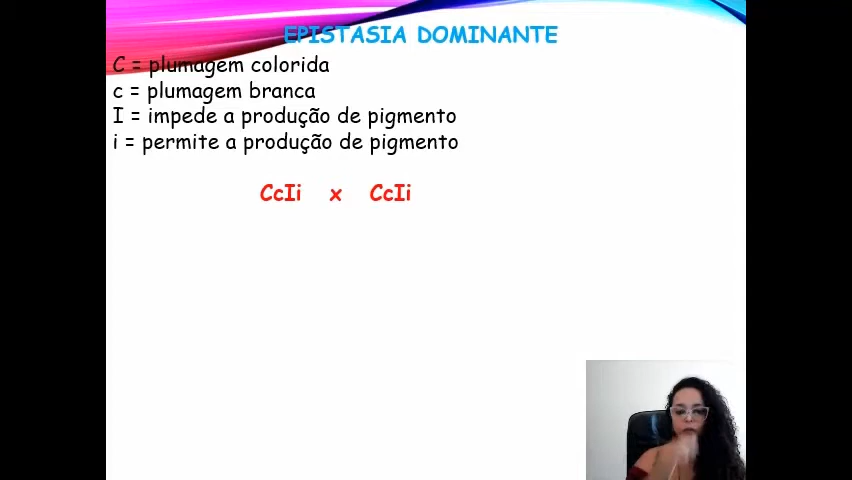 EPISTASIA DOMINANTE
C = plumagem colorida
c = plumagem branca
I = impede a produção de pigmento
i = permite a produção de pigmento
CcIi x CcIi